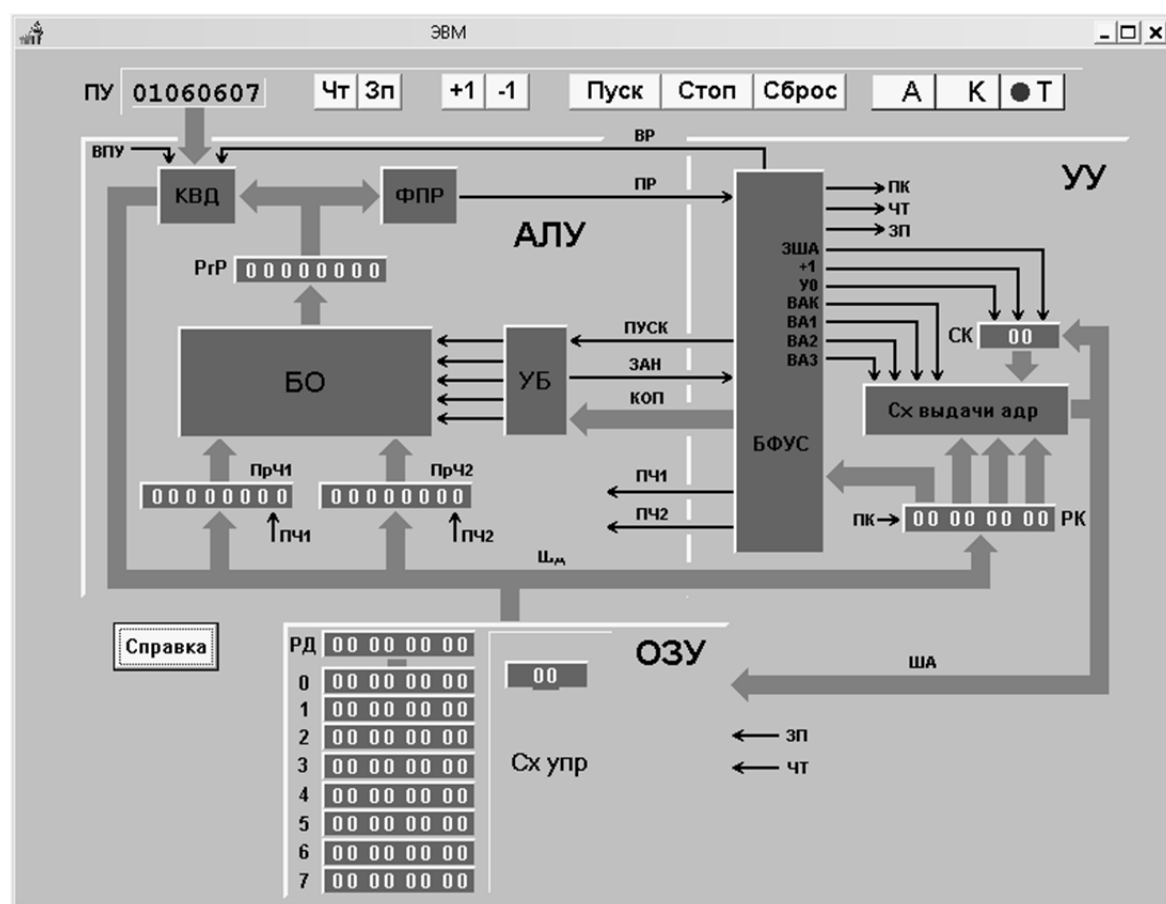 ЭВМ
ПУ 01060607 Чт Зп +1 -1 Пуск Стоп Сброс А К Т
ВПУ
ВР
УУ
КВД
ФПР
ПР
АЛУ
РгР 00000000
БО
УБ
ПУСК
ЗАН
КОП
ПрЧ1
00000000
ПЧ1
ПрЧ2
00000000
ПЧ2
ПЧ1
ПЧ2
БФУС
ПК
ЧТ
ЗП
ЗША
+1
У0
ВАК
ВА1
ВА2
ВА3
СК 00
Сх выдачи адр
ПК 00 00 00 00 РК
Шд
Справка
РД 00 00 00 00
0 00 00 00 00
1 00 00 00 00
2 00 00 00 00
3 00 00 00 00
4 00 00 00 00
5 00 00 00 00
6 00 00 00 00
7 00 00 00 00
00
ОЗУ
Сх упр
ША
ЗП
ЧТ